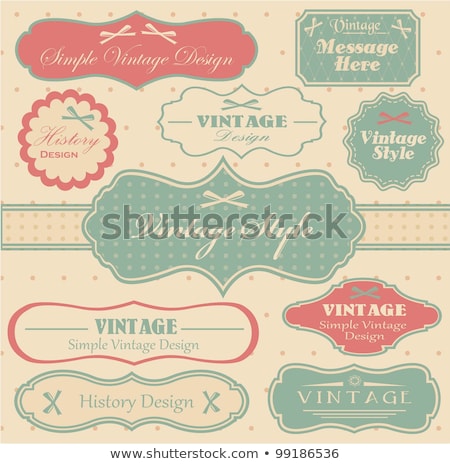 Simple Vintage Design
Vintage
Message
Here
History
DESIGN
VINTAGE
Design
Vintage
Style
Vintage Style
VINTAGE
Simple Vintage Design
VINTAGE
Simple Vintage
Design
History Design
VINTAGE
shutterstock
www.shutterstock.com · 99186536